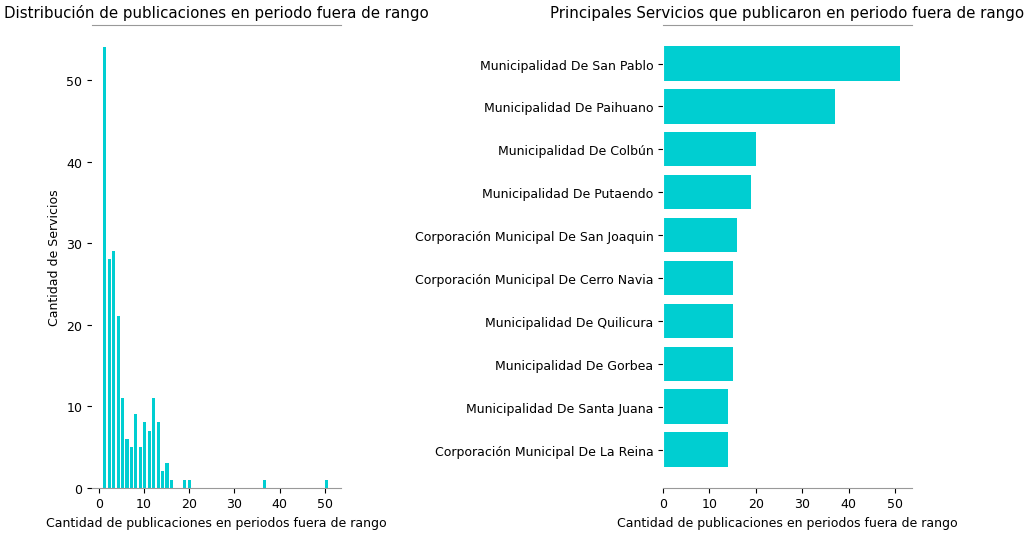 Distribución de publicaciones en periodo fuera de rango
Cantidad de Servicios
50
40
30
20
10
0
0 10 20 30 40 50
Cantidad de publicaciones en periodos fuera de rango
Principales Servicios que publicaron en periodo fuera de rango
Municipalidad De San Pablo
Municipalidad De Paihuano
Municipalidad De Colbún
Municipalidad De Putaendo
Corporación Municipal De San Joaquin
Corporación Municipal De Cerro Navia
Municipalidad De Quilicura
Municipalidad De Gorbea
Municipalidad De Santa Juana
Corporación Municipal De La Reina
0 10 20 30 40 50
Cantidad de publicaciones en periodos fuera de rango